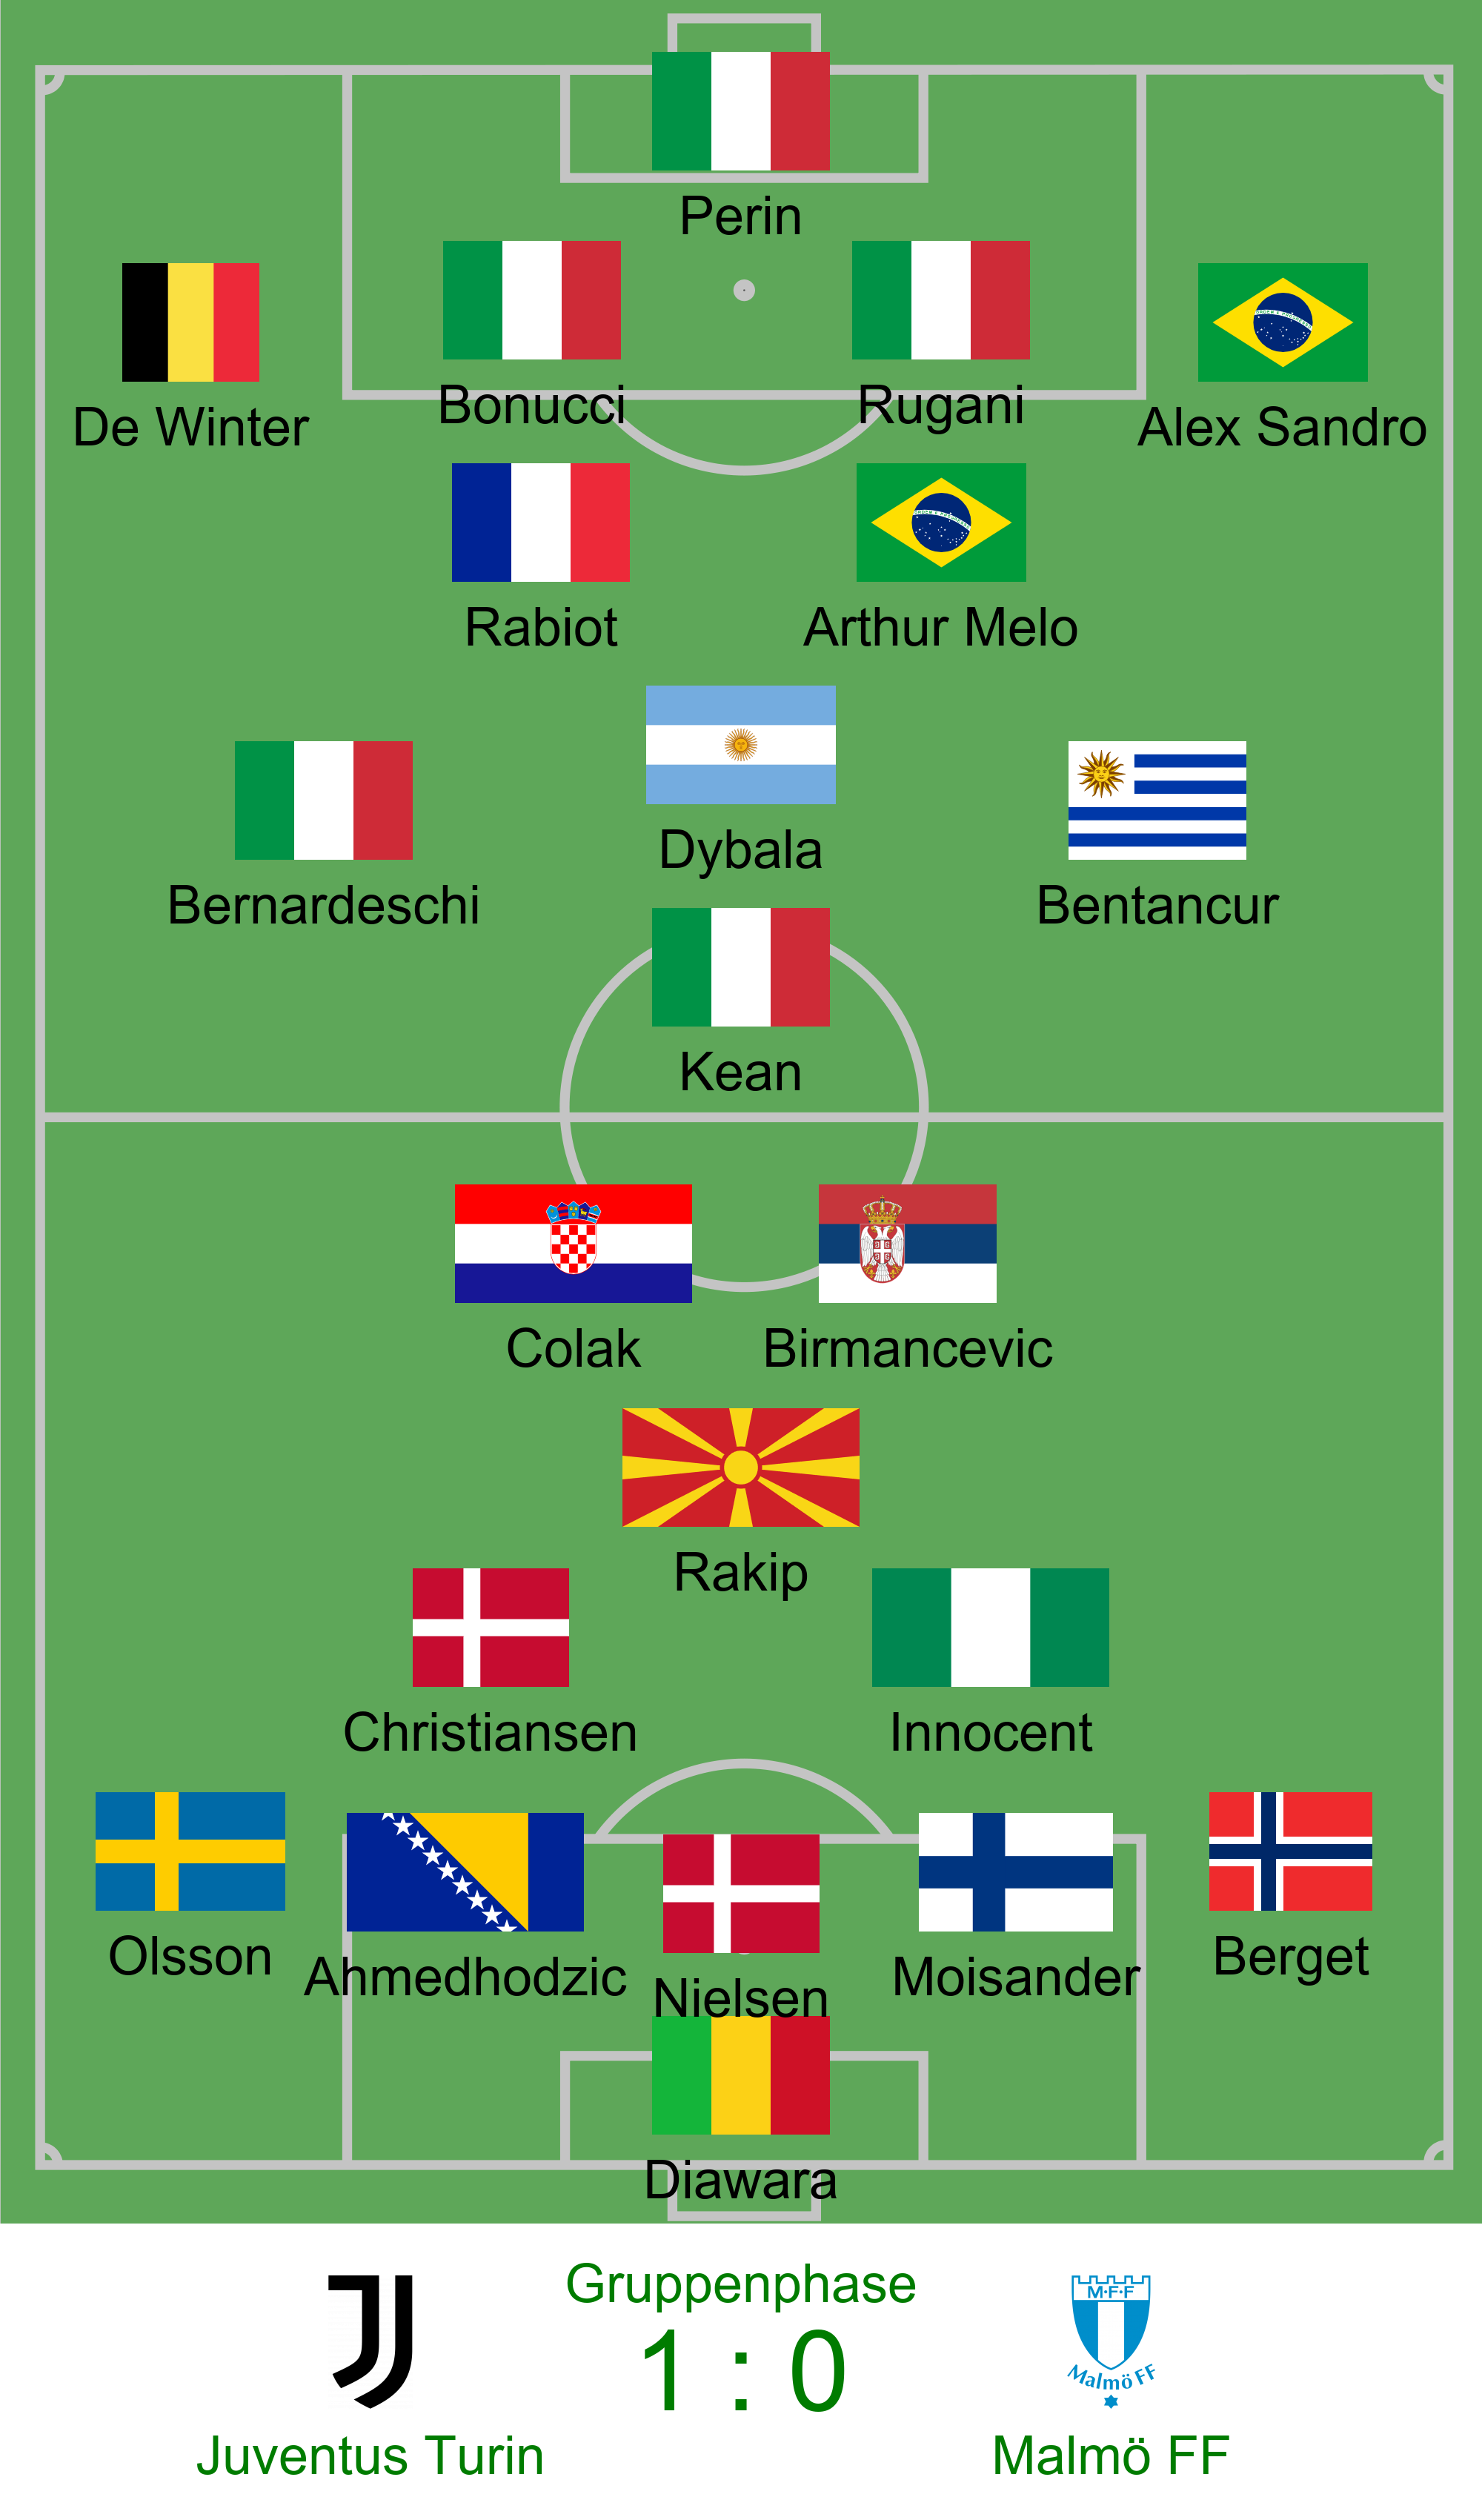 Perin
Bonucci
Rugani
De Winter
Alex Sandro
Rabiot
Arthur Melo
Dybala
Bernardeschi
Bentancur
Kean
Colak
Birmancevic
Rakip
Christiansen
Innocent
Olsson
Ahmedhodzic
Nielsen
Moisander
Berget
Diawara
Gruppenphase
1 : 0
M·F·F
Malmö FF
Juventus Turin
Malmö FF